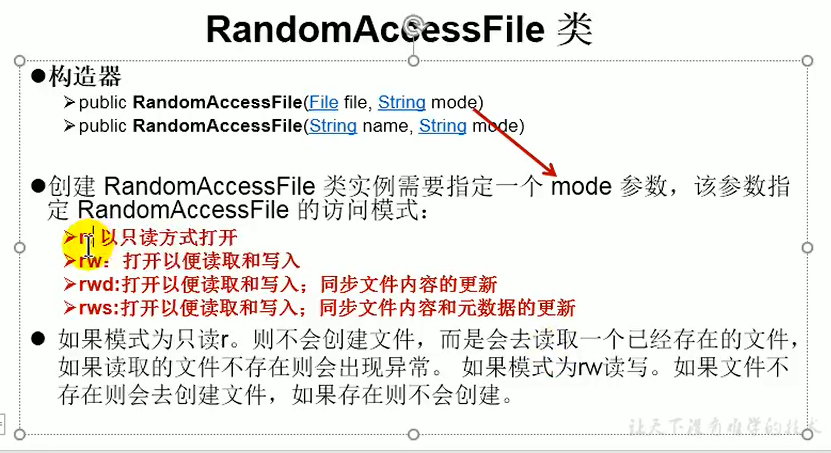 RandomAccessFile 类
●构造器
➢public RandomAccessFile(File file, String mode)
➢public RandomAccessFile(String name, String mode)
●创建 RandomAccessFile 类实例需要指定一个 mode 参数，该参数指
定 RandomAccessFile 的访问模式：
➢r: 以只读方式打开
➢rw：打开以便读取和写入
➢rwd:打开以便读取和写入；同步文件内容的更新
➢rws:打开以便读取和写入；同步文件内容和元数据的更新
● 如果模式为只读r。则不会创建文件，而是会去读取一个已经存在的文件，
如果读取的文件不存在则会出现异常。 如果模式为rw读写。如果文件不
存在则会去创建文件，如果存在则不会创建。
让天下没有难学的技术